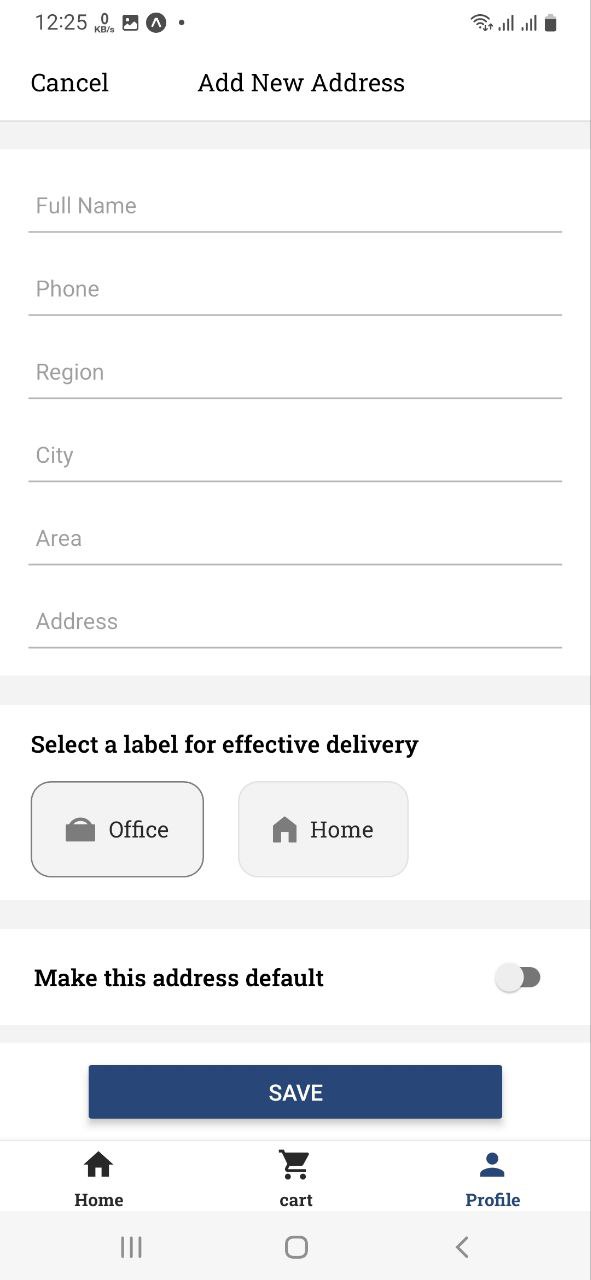 12:25 0 KB/s
Cancel Add New Address
Full Name
Phone
Region
City
Area
Address
Select a label for effective delivery
Office Home
Make this address default
SAVE
Home cart Profile